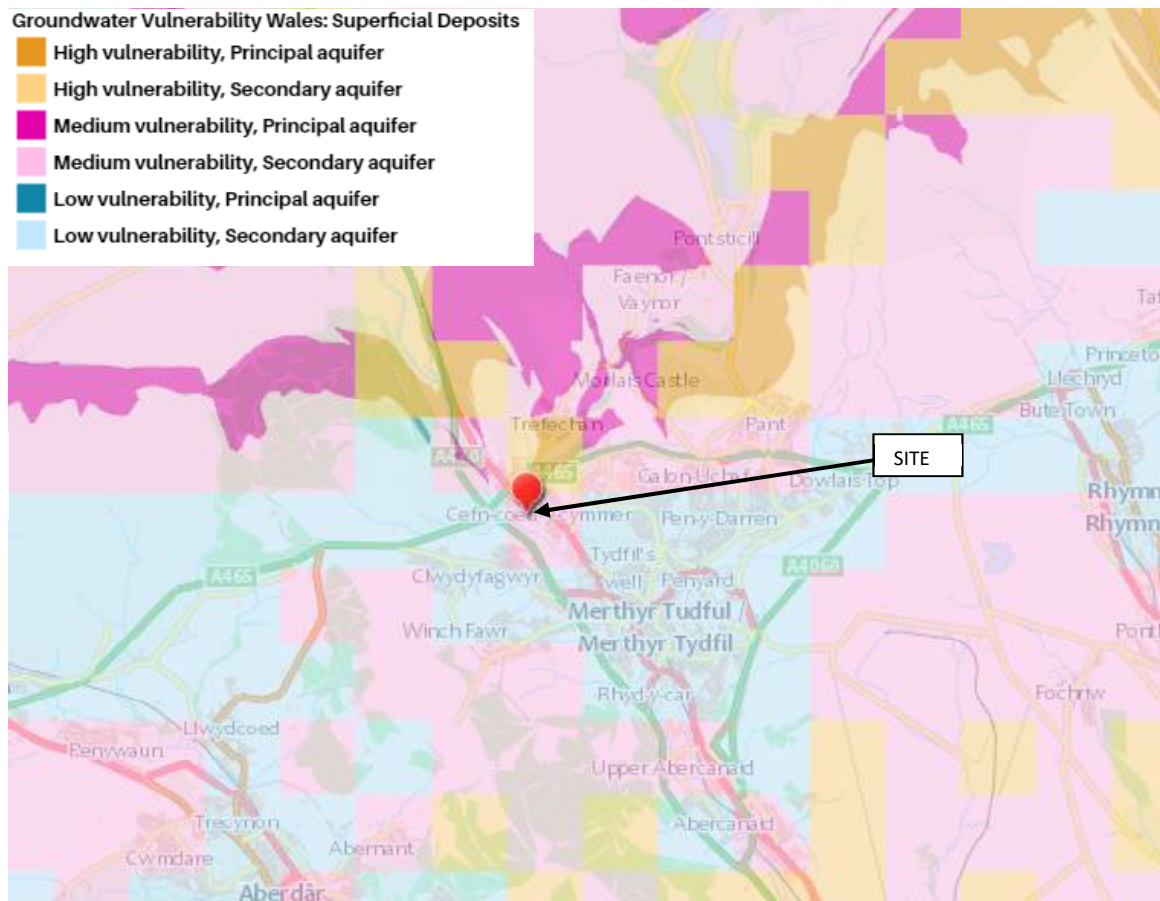 Groundwater Vulnerability Wales: Superficial Deposits
High vulnerability, Principal aquifer
High vulnerability, Secondary aquifer
Medium vulnerability, Principal aquifer
Medium vulnerability, Secondary aquifer
Low vulnerability, Principal aquifer
Low vulnerability, Secondary aquifer
Pontsticill
Faenor /
Vaynor
Taf
Princeto
Llechryd
Morlais Castle
Bute Town
Trefechan
Pant
A465
A470
A465
SITE
Galon-Uchaf
Dowlais-Top
Rhymn
Rhymn
Cefn-coed-y-cymmer
Pen-y-Darren
Tydfil's
well
A4060
A465
Clwydyfagwyr
Penyard
Merthyr Tudful /
Merthyr Tydfil
Winch Fawr
Rhyd-y-car
Fochriw
Llwydcoed
Penywaun
Upper Abercanaid
Trecynon
Abercanaid
Cwmdare
Abernant
Aberdâr